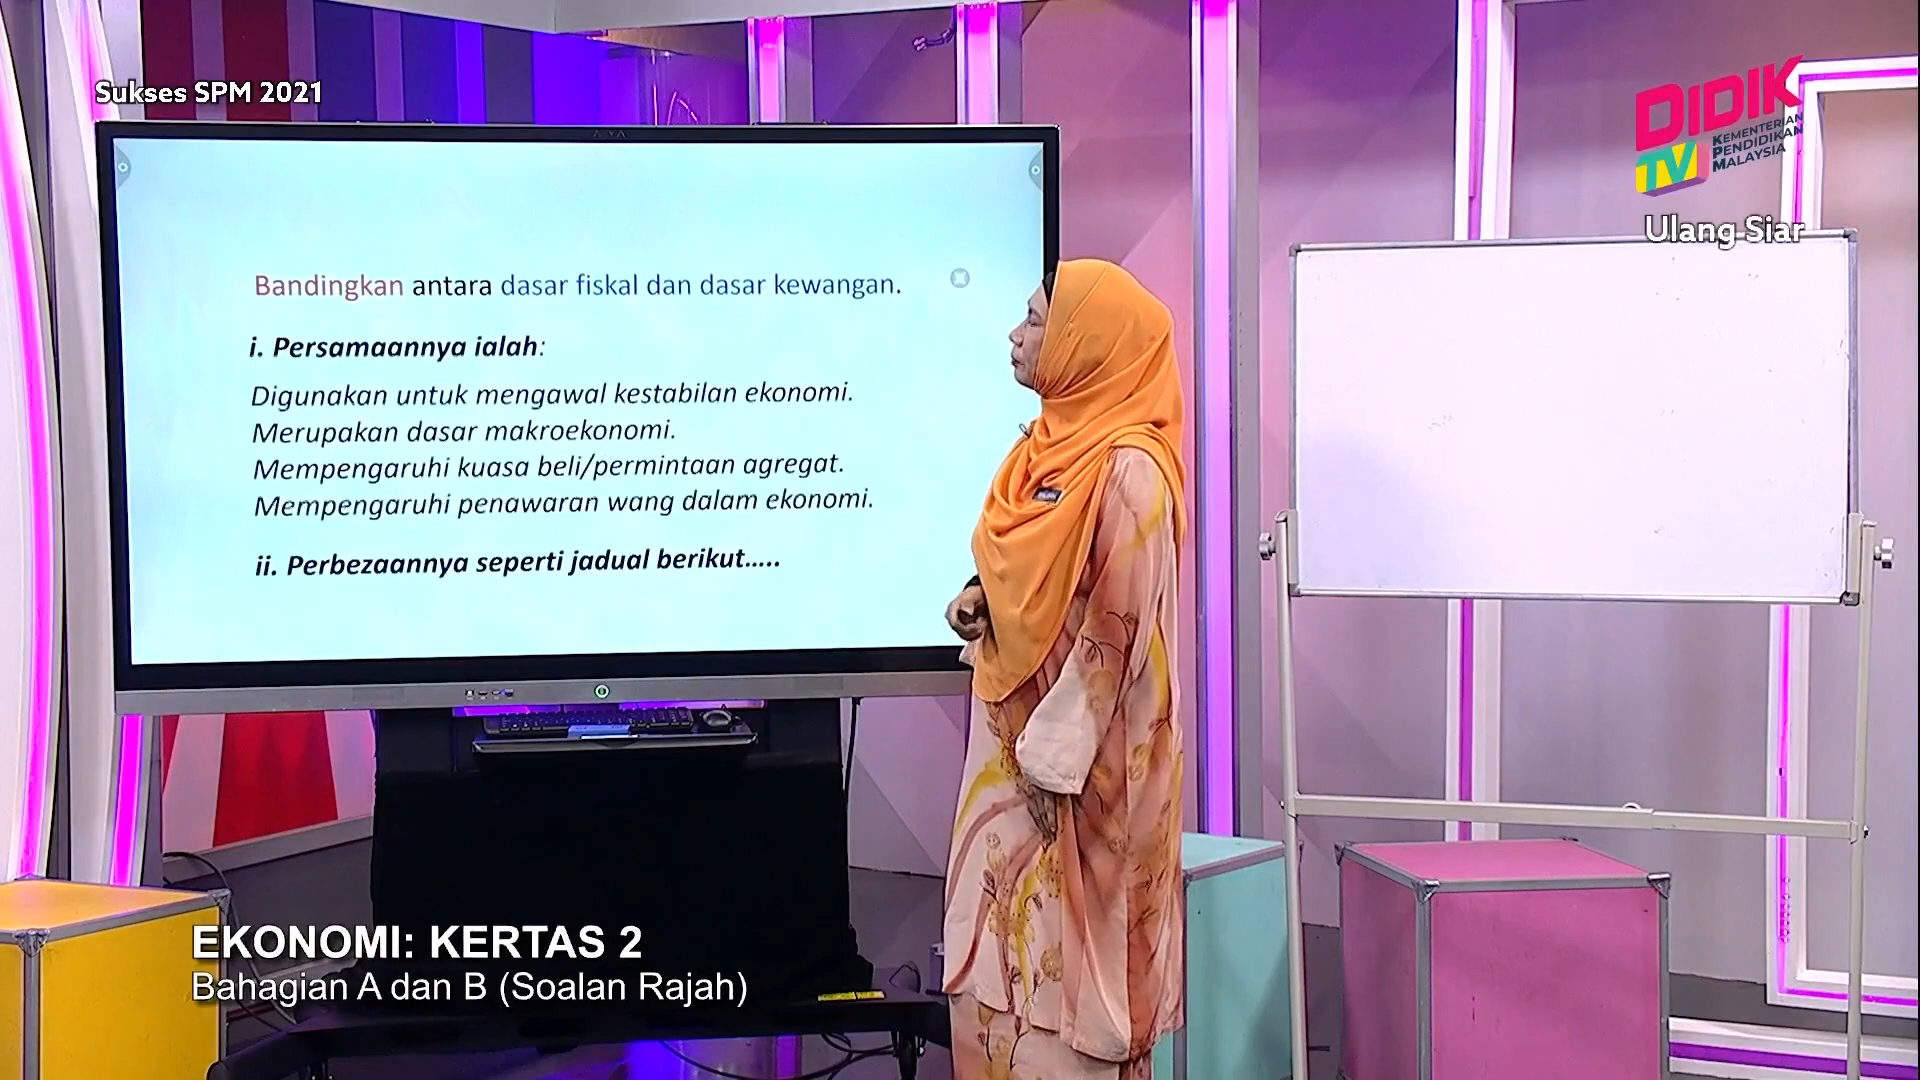 Sukses SPM 2021
DIDIK
TV
KEMENTERIAN
PENDIDIKAN
MALAYSIA
Ulang Siar
Bandingkan antara dasar fiskal dan dasar kewangan.
i. Persamaannya ialah:
Digunakan untuk mengawal kestabilan ekonomi.
Merupakan dasar makroekonomi.
Mempengaruhi kuasa beli/permintaan agregat.
Mempengaruhi penawaran wang dalam ekonomi.
ii. Perbezaannya seperti jadual berikut.....
EKONOMI: KERTAS 2
Bahagian A dan B (Soalan Rajah)